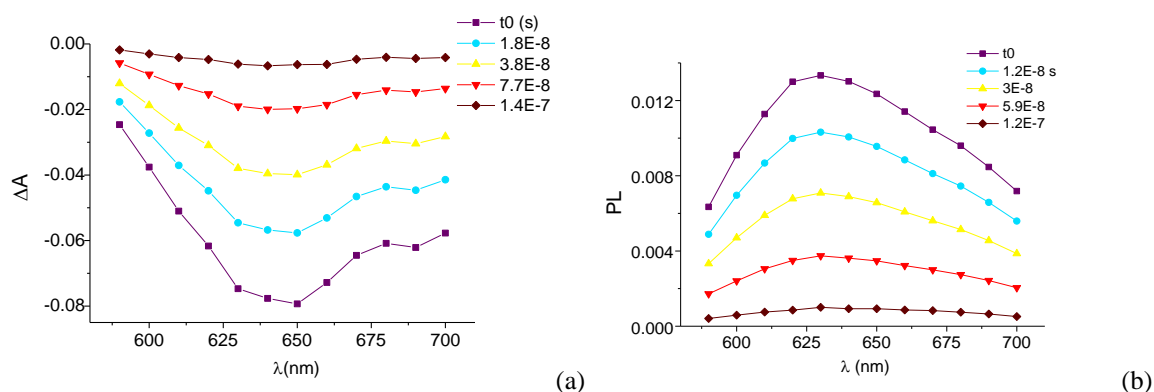 t0 (s)
1.8E-8
3.8E-8
7.7E-8
1.4E-7
0.00
-0.02
-0.04
-0.06
-0.08
ΔA
600 625 650 675 700
λ(nm)
(a)
t0
1.2E-8 s
3E-8
5.9E-8
1.2E-7
0.012
0.008
0.004
0.000
PL
600 625 650 675 700
λ (nm)
(b)